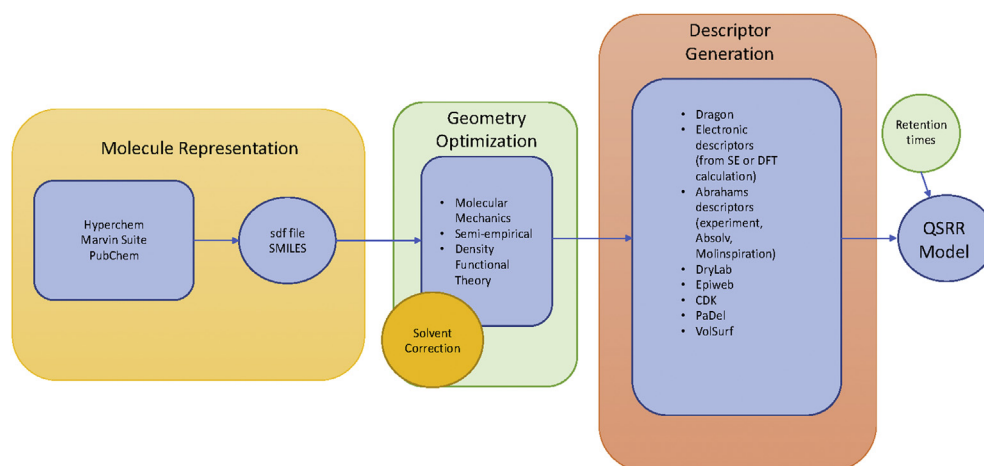 Molecule Representation
Hyperchem
Marvin Suite
PubChem
sdf file
SMILES
Geometry
Optimization
• Molecular
Mechanics
• Semi-empirical
• Density
Functional
Theory
Solvent
Correction
Descriptor
Generation
• Dragon
• Electronic
descriptors
(from SE or DFT
calculation)
• Abrahams
descriptors
(experiment,
Absolv,
Molinspiration)
• DryLab
• Epiweb
• CDK
• PaDel
• VolSurf
Retention
times
QSRR
Model